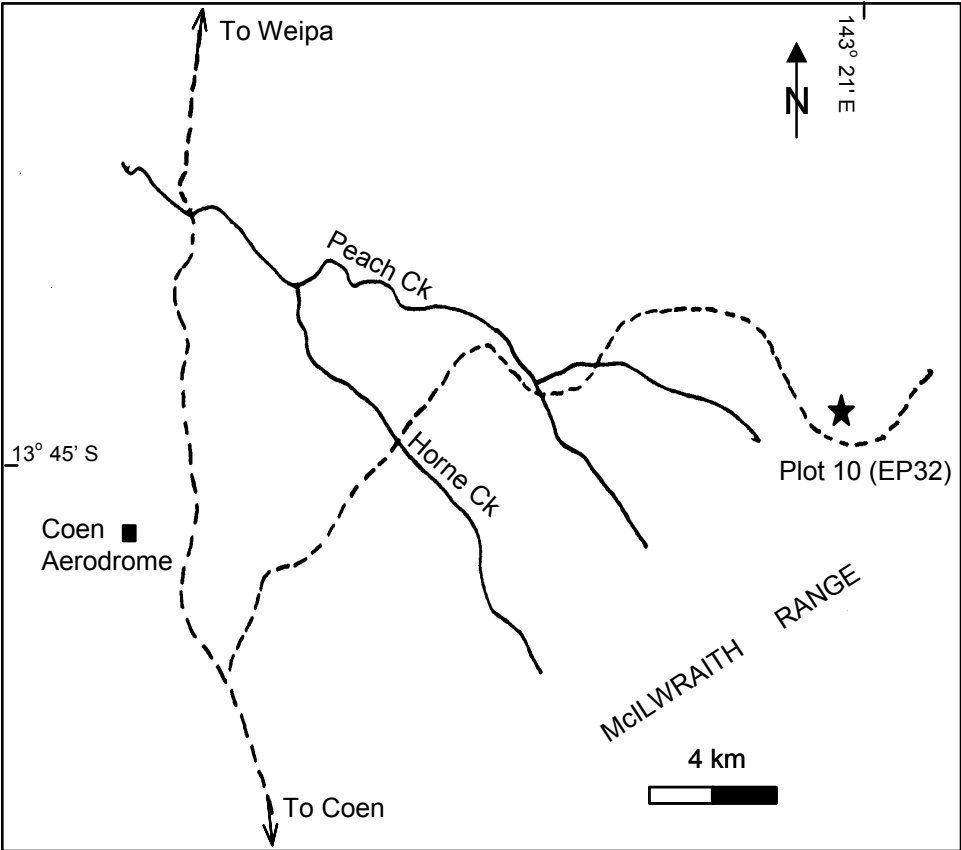 To Weipa
143° 21' E
N
Peach Ck
13° 45' S
Horne Ck
Plot 10 (EP32)
Coen
Aerodrome
McILWRAITH RANGE
4 km
To Coen